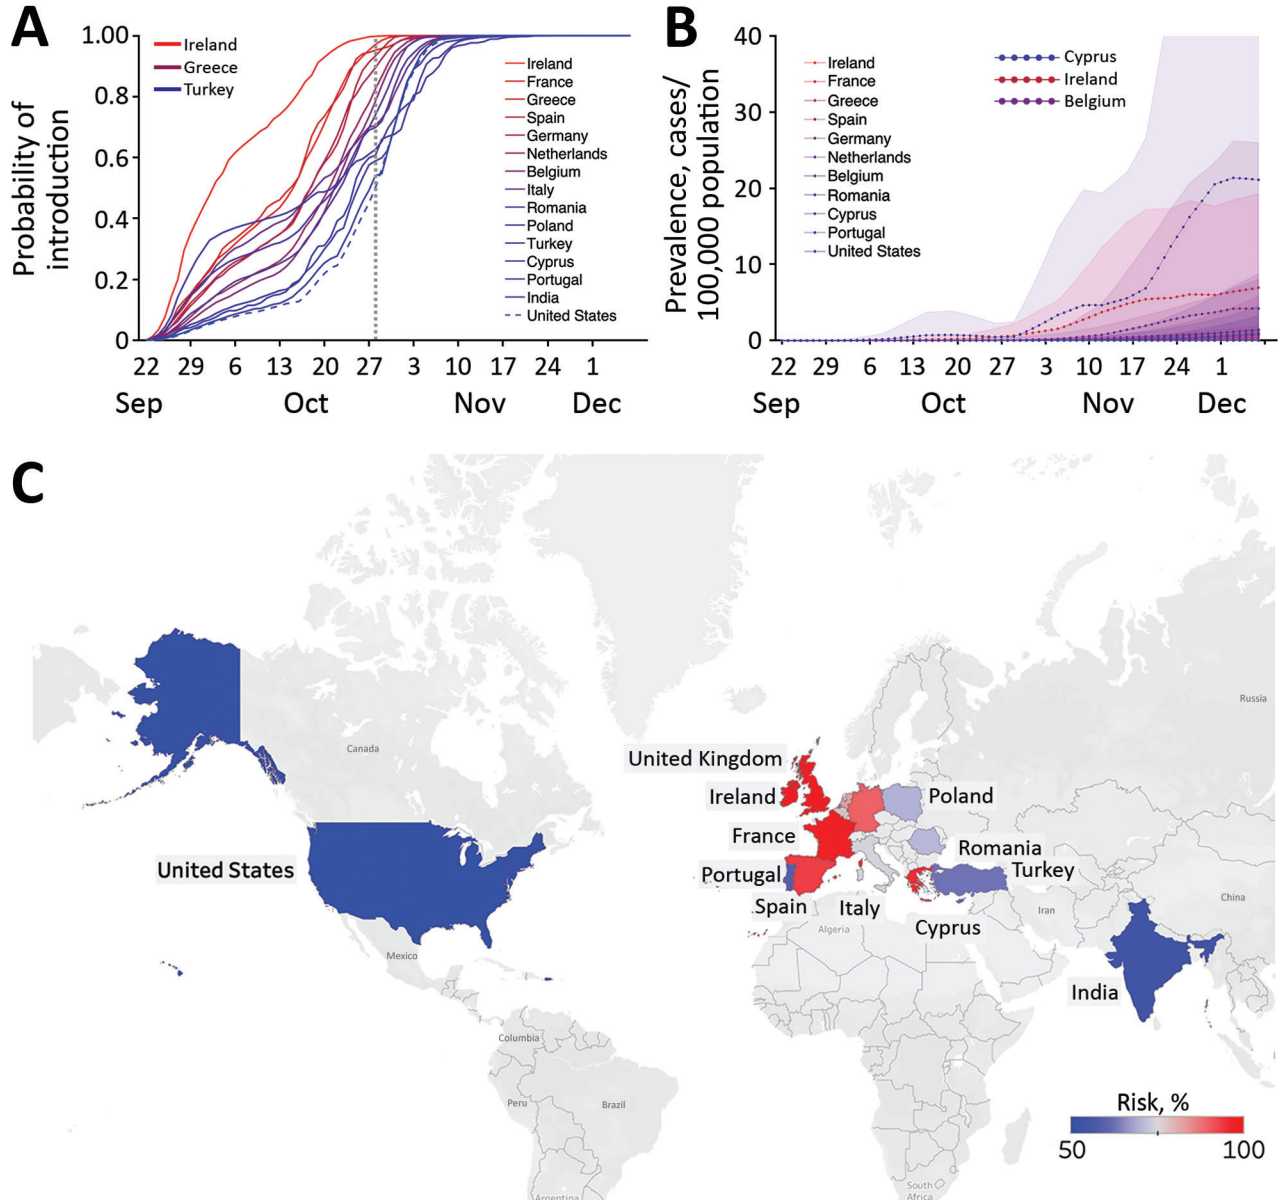 A
Probability of
introduction
1.00
0.8
0.6
0.4
0.2
0
Ireland
Greece
Turkey
Ireland
France
Greece
Spain
Germany
Netherlands
Belgium
Italy
Romania
Poland
Turkey
Cyprus
Portugal
India
United States
22 29 6 13 20 27 3 10 17 24 1
Sep Oct Nov Dec
B
Prevalence, cases/
100,000 population
40
30
20
10
0
Ireland
France
Greece
Spain
Germany
Netherlands
Belgium
Romania
Cyprus
Portugal
United States
Cyprus
Ireland
Belgium
22 29 6 13 20 27 3 10 17 24 1
Sep Oct Nov Dec
C
Russia
Canada
United Kingdom
Ireland
Poland
France
Romania
United States
Portugal
Turkey
Spain
Italy
China
Iran
Cyprus
Algeria
Mexico
India
Columbia
Peru
Brazil
Risk, %
50 100
South
Africa
Argentina